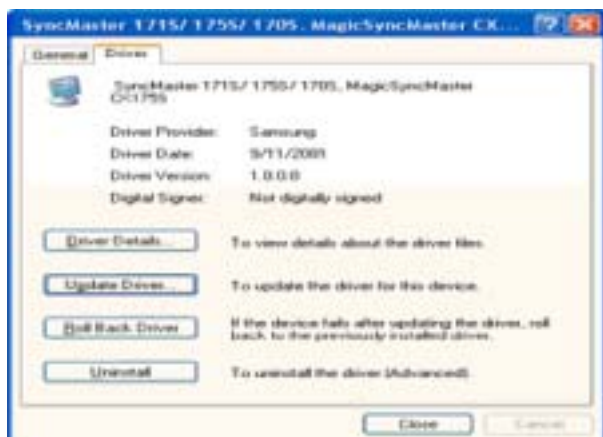 SyncMaster 171S/ 175S/ 170S, MagicSyncMaster CX...
General Driver
SyncMaster 171S/ 175S/ 170S, MagicSyncMaster
CX175S
Driver Provider: Samsung
Driver Date: 9/11/2001
Driver Version: 1.0.0.0
Digital Signer: Not digitally signed
Driver Details... To view details about the driver files.
Update Driver... To update the driver for this device.
Roll Back Driver If the device fails after updating the driver, roll
back to the previously installed driver.
Uninstall To uninstall the driver (Advanced).
Close Cancel